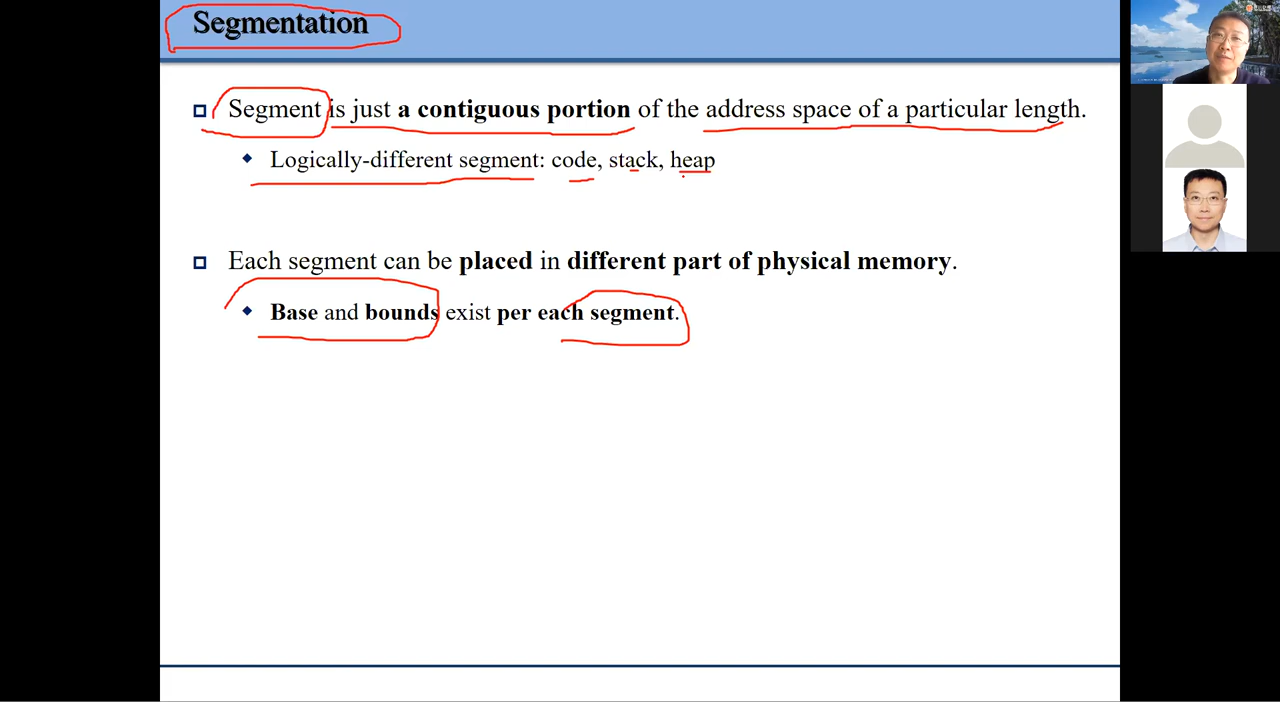 Segmentation
Segment is just a contiguous portion of the address space of a particular length.
Logically-different segment: code, stack, heap
Each segment can be placed in different part of physical memory.
Base and bounds exist per each segment.